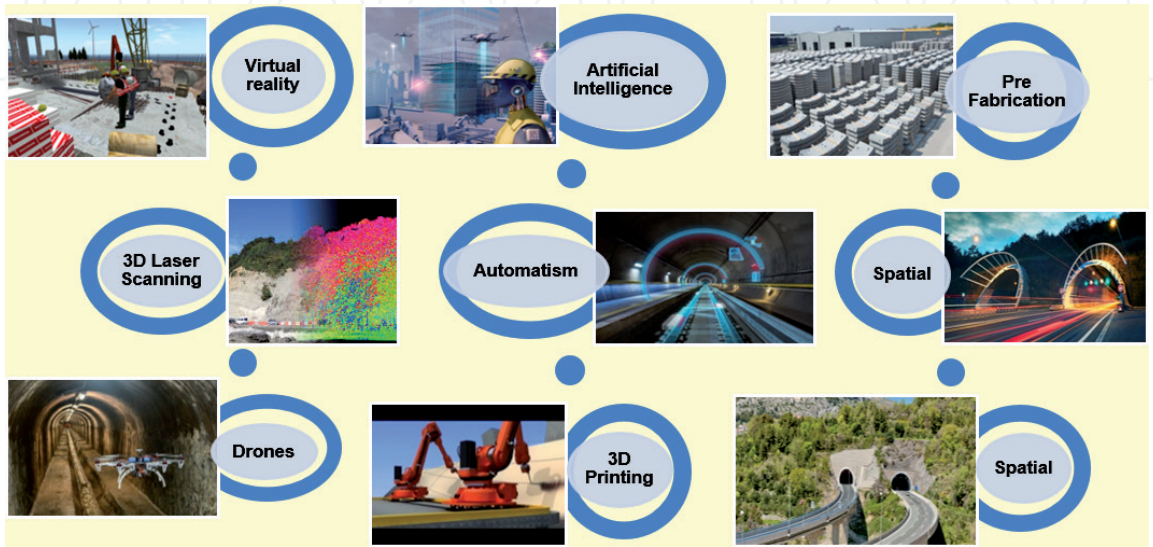 Virtual
reality
Artificial
Intelligence
Pre
Fabrication
3D Laser
Scanning
Automatism
Spatial
Drones
3D
Printing
Spatial